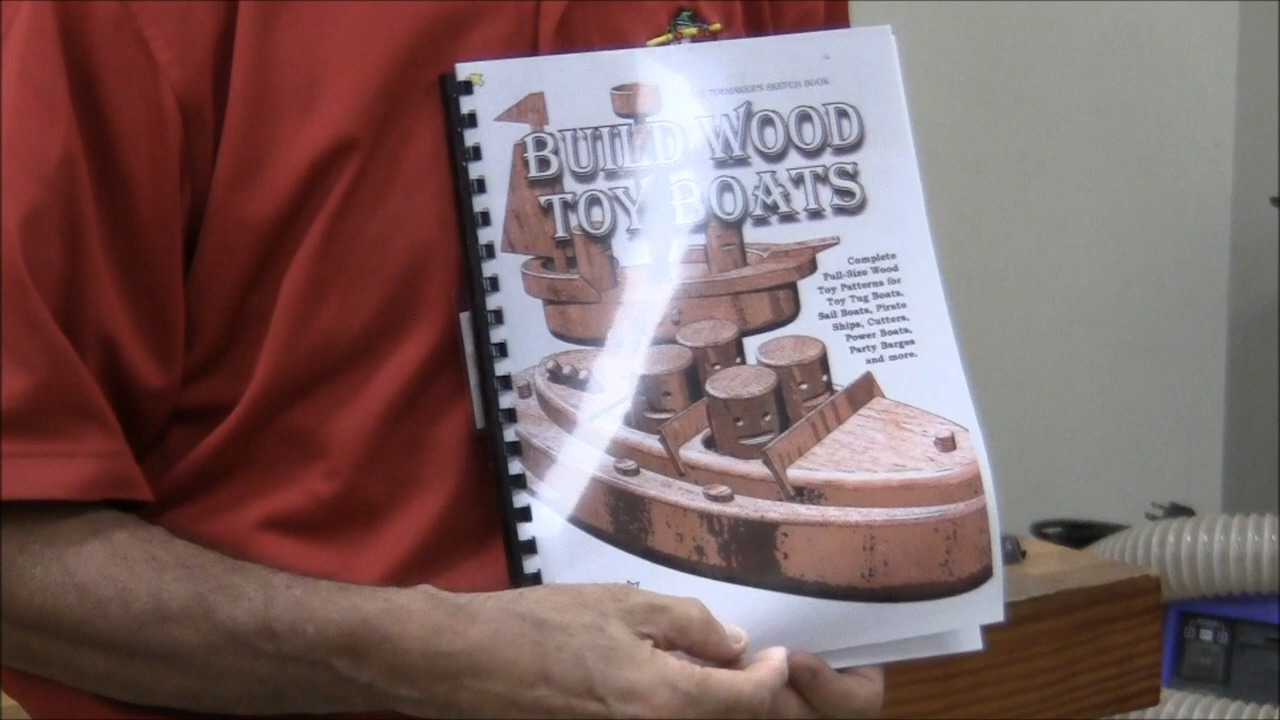 SKETCH BOOK
BUILD WOOD
TOY BOATS
Complete
Full-Size Wood
Toy Patterns for
Toy Tug Boats,
Sail Boats, Pirate
Ships, Cutters,
Power Boats,
Party Barges
and more.